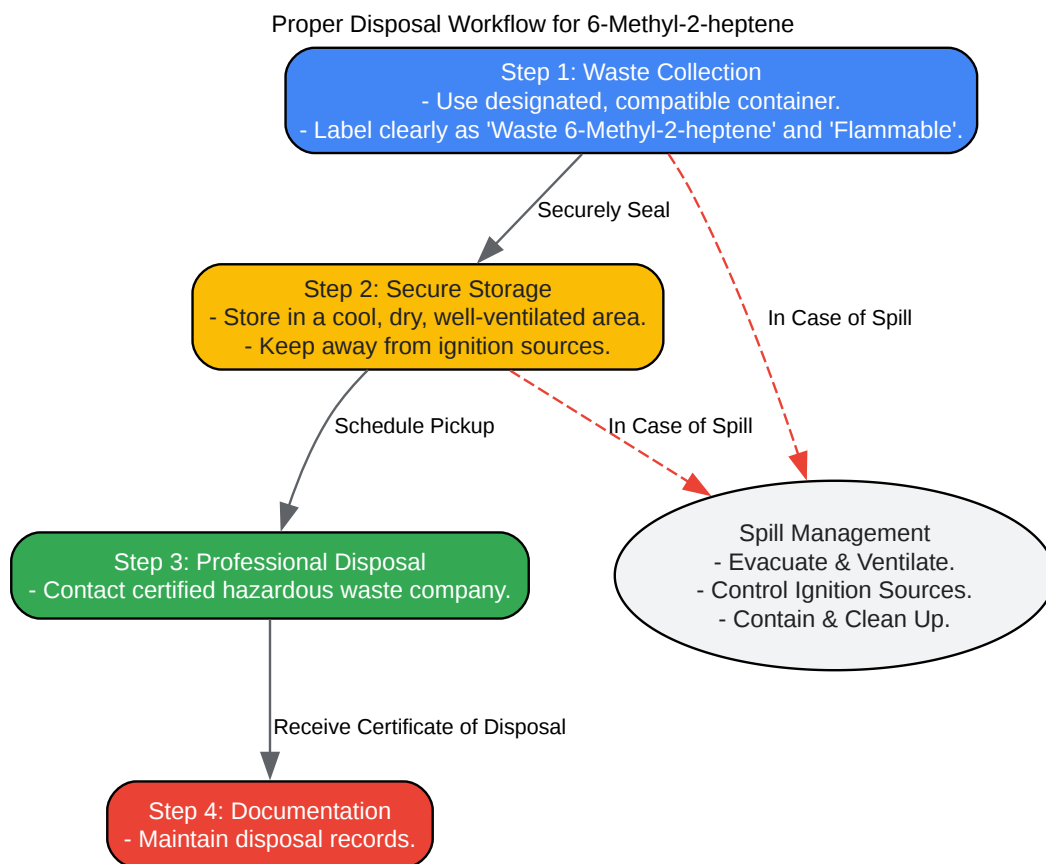 Proper Disposal Workflow for 6-Methyl-2-heptene
Step 1: Waste Collection
- Use designated, compatible container.
- Label clearly as 'Waste 6-Methyl-2-heptene' and 'Flammable'.
Securely Seal
Step 2: Secure Storage
- Store in a cool, dry, well-ventilated area.
- Keep away from ignition sources.
In Case of Spill
Schedule Pickup
In Case of Spill
Step 3: Professional Disposal
- Contact certified hazardous waste company.
Spill Management
- Evacuate & Ventilate.
- Control Ignition Sources.
- Contain & Clean Up.
Receive Certificate of Disposal
Step 4: Documentation
- Maintain disposal records.